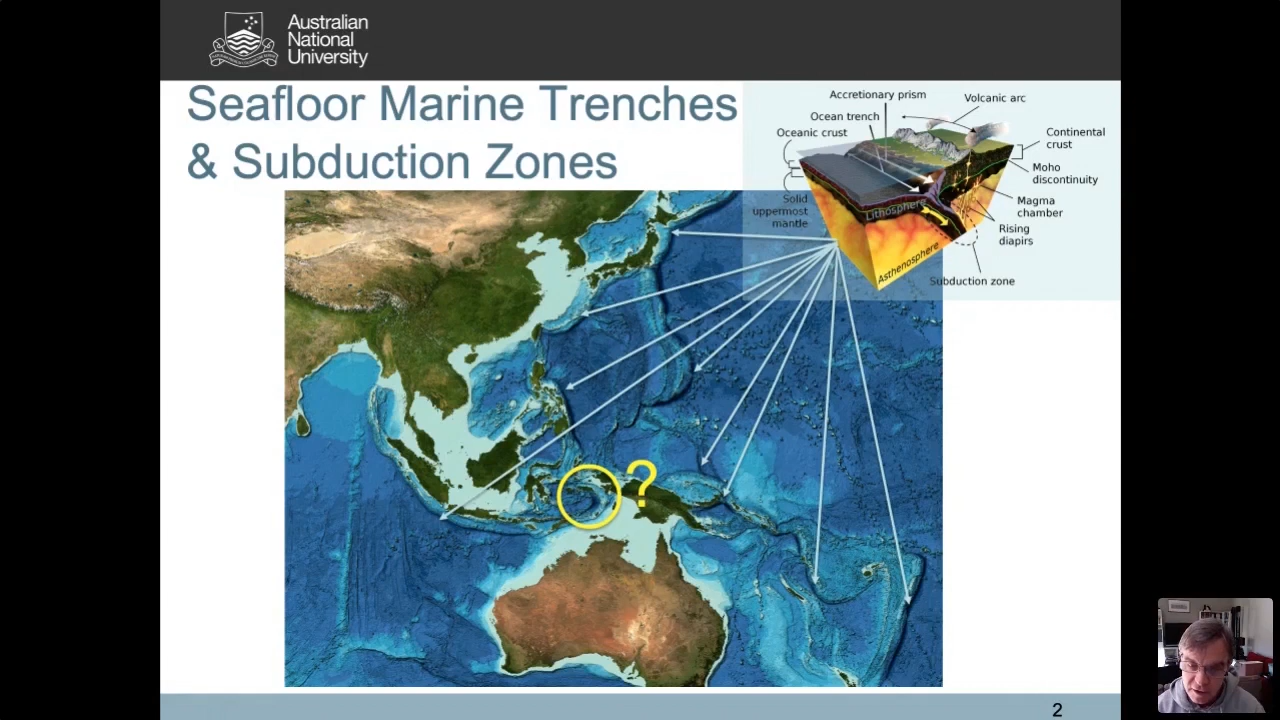 Australian
National
University
Seafloor Marine Trenches
& Subduction Zones
Accretionary prism
Volcanic arc
Ocean trench
Oceanic crust
Continental
crust
Moho
discontinuity
Solid
uppermost
mantle
Lithosphere
Magma
chamber
Rising
diapirs
Asthenosphere
Subduction zone
?
2